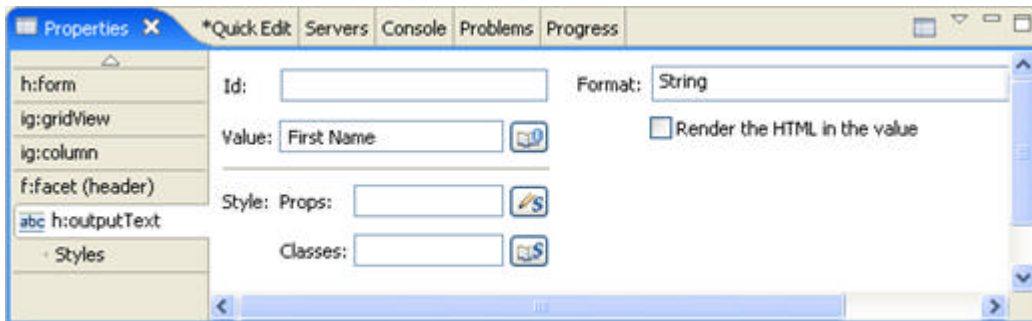 Properties *Quick Edit Servers Console Problems Progress
h:form
ig:gridView
ig:column
f:facet (header)
abc h:outputText
Styles
Id:
Value: First Name
Style: Props:
Classes:
Format: String
Render the HTML in the value